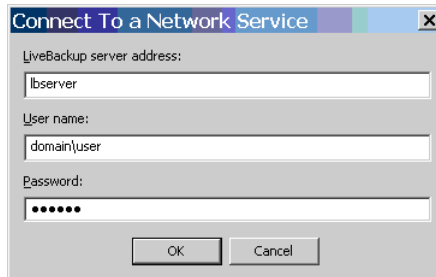 Connect To a Network Service
LiveBackup server address:
lbserver
User name:
domain\user
Password:
●●●●●●
OK Cancel